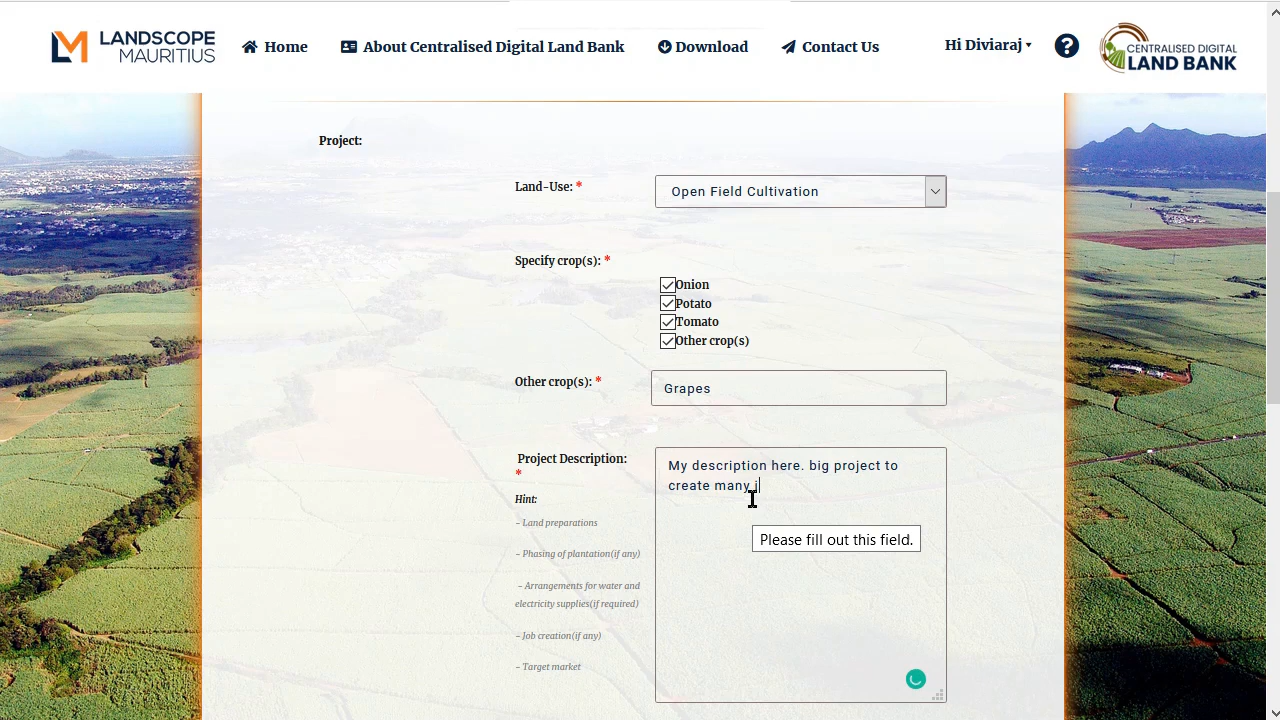 LANDSCOPE
MAURITIUS
Home
About Centralised Digital Land Bank
Download
Contact Us
Hi Diviaraj
?
CENTRALISED DIGITAL
LAND BANK
Project:
Land-Use: *
Open Field Cultivation
Specify crop(s): *
Onion
Potato
Tomato
Other crop(s)
Other crop(s): *
Grapes
Project Description:
*
My description here. big project to
create many j
Hint:
- Land preparations
Please fill out this field.
- Phasing of plantation(if any)
- Arrangements for water and
electricity supplies(if required)
- Job creation(if any)
- Target market